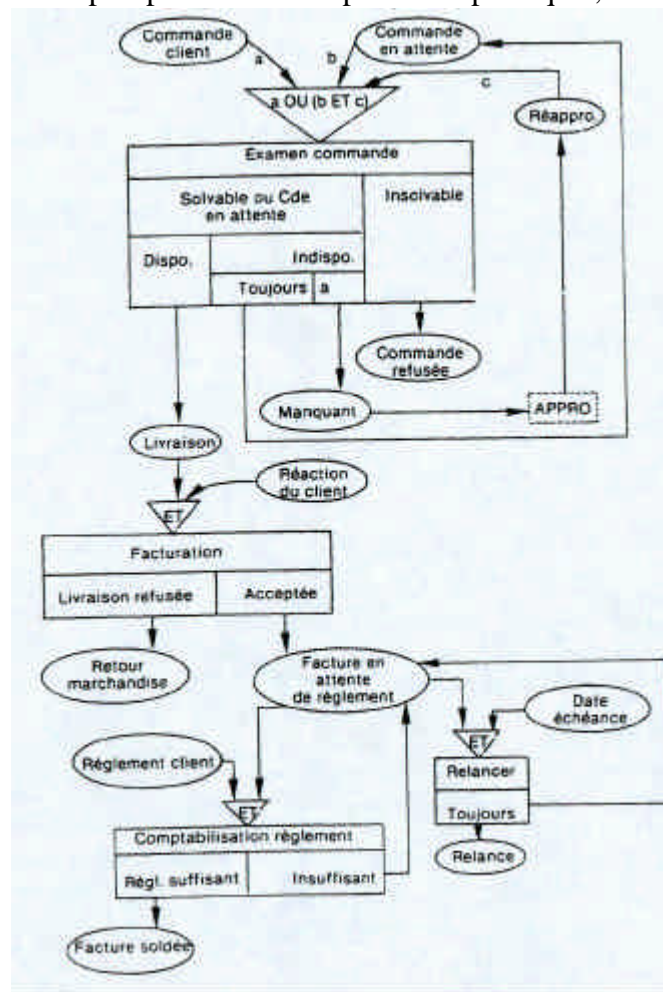 Commande
client
Commande
en attente
a
b
c
a OU (b ET c)
Réappro.
Examen commande
Solvable ou Cde
en attente
Insolvable
Dispo.
Indispo.
Toujours
a
Commande
refusée
Manquant
APPRO
Livraison
Réaction
du client
ET
Facturation
Livraison refusée
Acceptée
Retour
marchandise
Facture en
attente
de règlement
Date
échéance
ET
Règlement client
Relancer
ET
Toujours
Comptabilisation règlement
Règl. suffisant
Insuffisant
Relance
Facture soldée